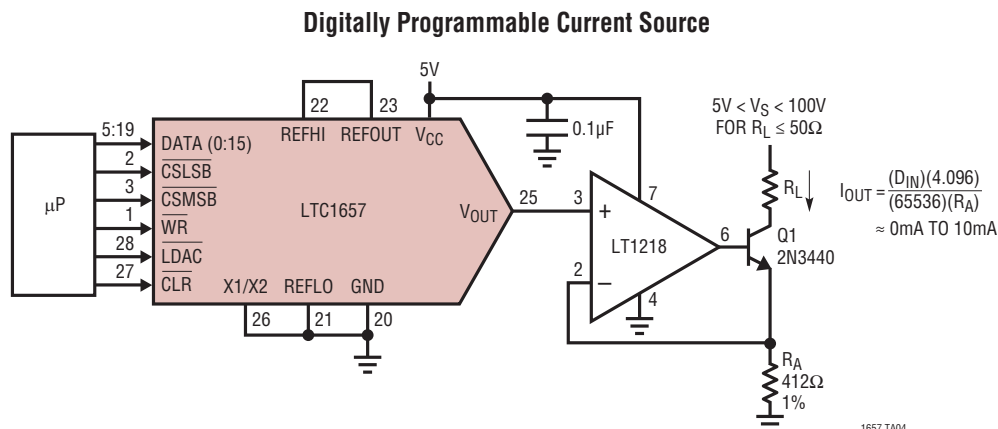 Digitally Programmable Current Source
5V
22
23
5V < VS < 100V
FOR RL ≤ 50Ω
µP
5:19
2
3
1
28
27
DATA (0:15)
CSLSB
CSMSB
WR
LDAC
CLR
REFHI
REFOUT
VCC
LTC1657
VOUT
X1/X2
REFLO
GND
26
21
20
0.1µF
25
3
2
+
−
LT1218
7
6
4
RL
Q1
2N3440
IOUT = (DIN)(4.096)
(65536)(RA)
≈ 0mA TO 10mA
RA
412Ω
1%
1657 TA04